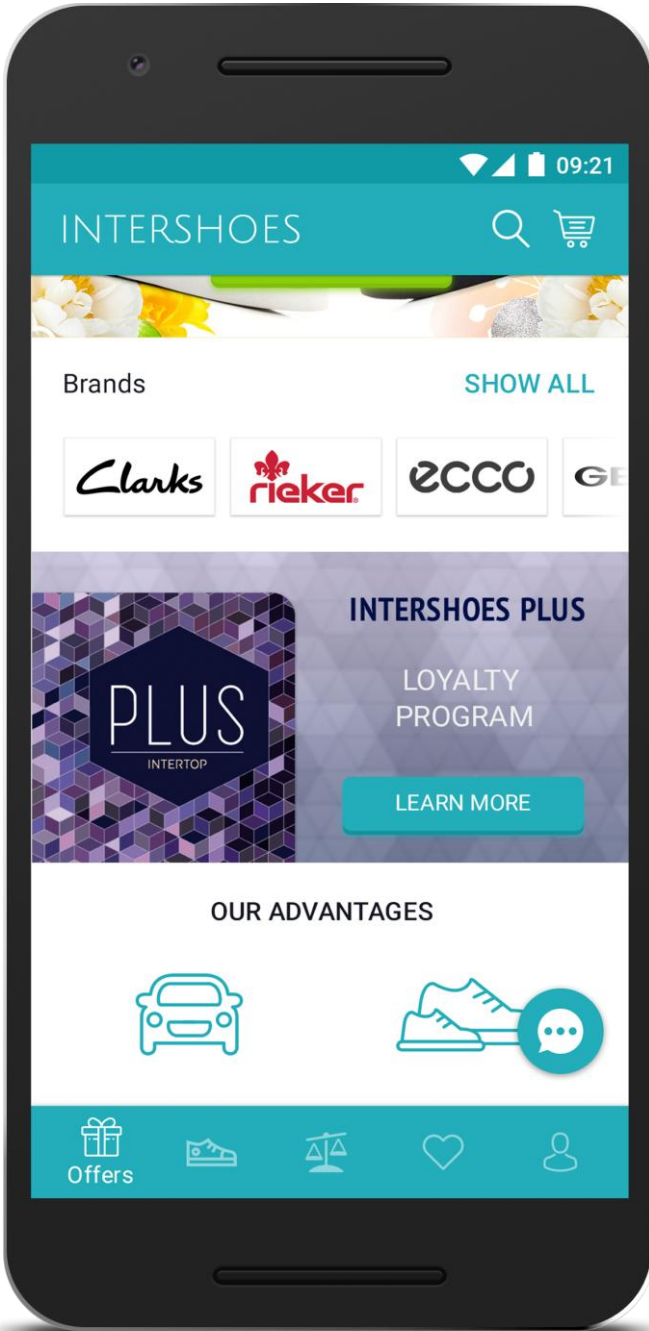 09:21
INTERSHOES
Brands
SHOW ALL
Clarks
rieker
ecco
INTERSHOES PLUS
LOYALTY
PROGRAM
PLUS
INTERTOP
LEARN MORE
OUR ADVANTAGES
Offers